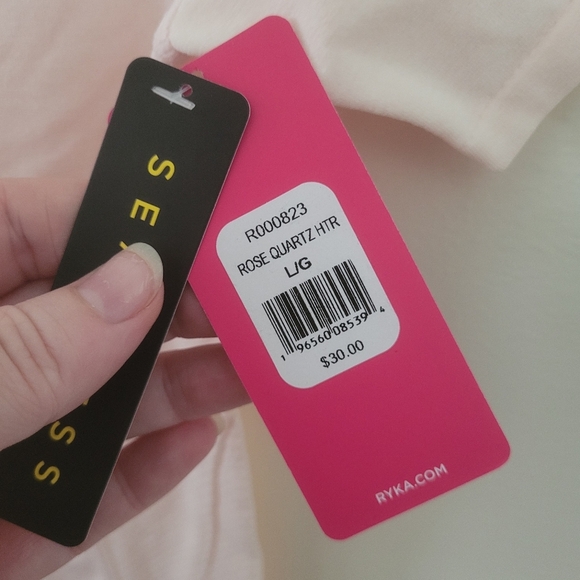 R000823
ROSE QUARTZ HTR
L/G
1 96560 08539 4
$30.00
RYKA.COM